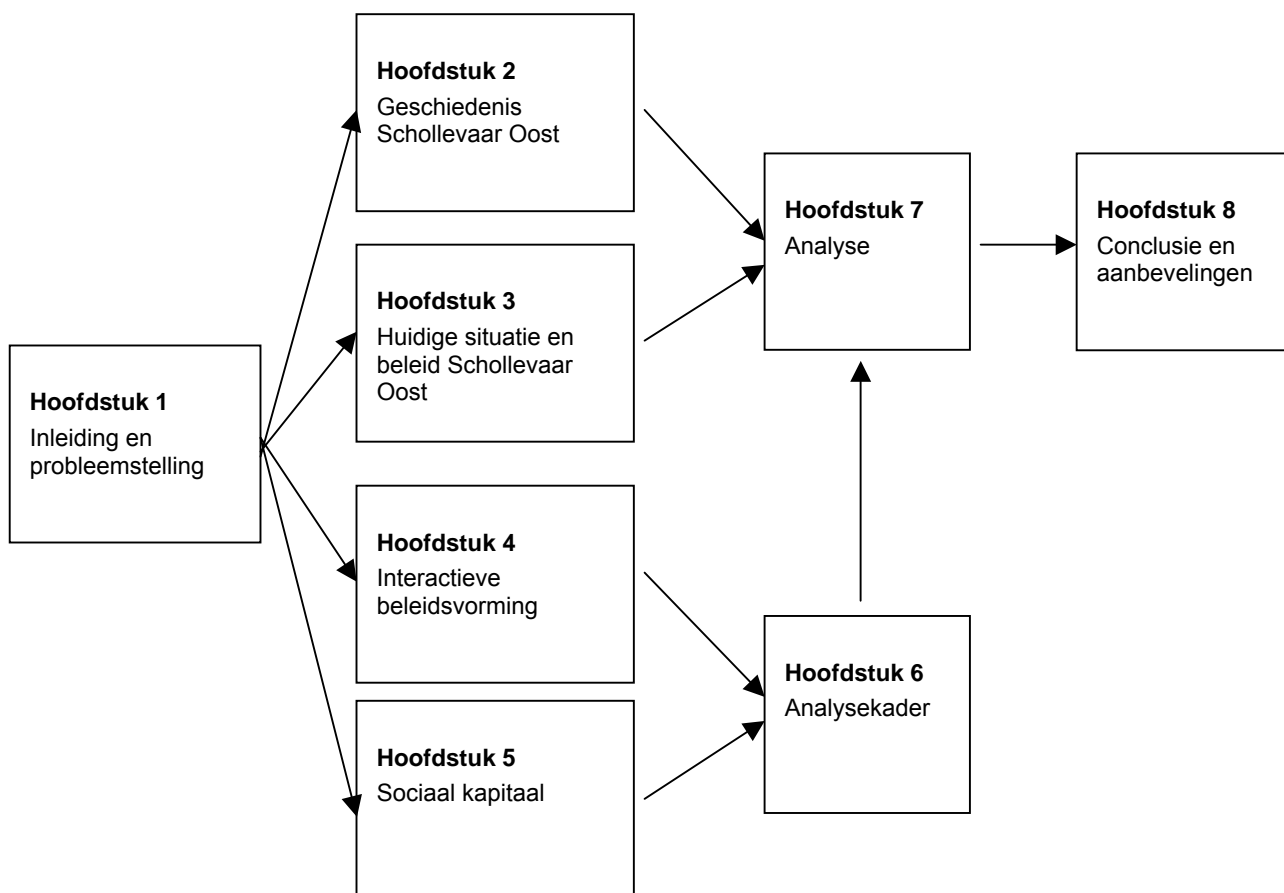 Hoofdstuk 1
Inleiding en
probleemstelling
Hoofdstuk 2
Geschiedenis
Schollevaar Oost
Hoofdstuk 3
Huidige situatie en
beleid Schollevaar
Oost
Hoofdstuk 4
Interactieve
beleidsvorming
Hoofdstuk 5
Sociaal kapitaal
Hoofdstuk 6
Analysekader
Hoofdstuk 7
Analyse
Hoofdstuk 8
Conclusie en
aanbevelingen